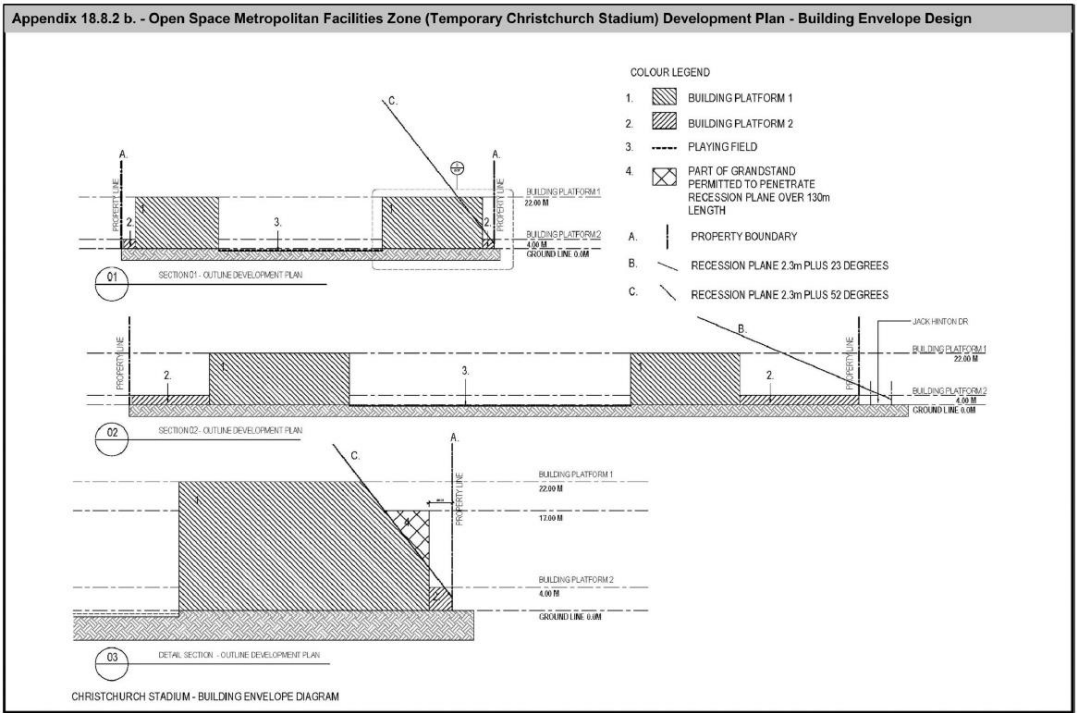 Appendix 18.8.2 b. - Open Space Metropolitan Facilities Zone (Temporary Christchurch Stadium) Development Plan - Building Envelope Design
COLOUR LEGEND
1. BUILDING PLATFORM 1
2. BUILDING PLATFORM 2
3. PLAYING FIELD
4. PART OF GRANDSTAND
PERMITTED TO PENETRATE
RECESSION PLANE OVER 130m
LENGTH
A. PROPERTY BOUNDARY
B. RECESSION PLANE 2.3m PLUS 23 DEGREES
C. RECESSION PLANE 2.3m PLUS 52 DEGREES
C.
A.
A.
PROPERTY LINE
PROPERTY LINE
BUILDING PLATFORM 1
22.00 M
1.
1.
2.
2.
3.
BUILDING PLATFORM 2
4.00 M
GROUND LINE 0.0M
01
SECTION 01 - OUTLINE DEVELOPMENT PLAN
B.
JACK HINTON DR
PROPERTY LINE
PROPERTY LINE
BUILDING PLATFORM 1
22.00 M
2.
1.
3.
1.
2.
BUILDING PLATFORM 2
4.00 M
GROUND LINE 0.0M
02
SECTION 02 - OUTLINE DEVELOPMENT PLAN
A.
C.
PROPERTY LINE
BUILDING PLATFORM 1
22.00 M
1.
17.00 M
4.
BUILDING PLATFORM 2
4.00 M
2.
GROUND LINE 0.0M
03
DETAIL SECTION - OUTLINE DEVELOPMENT PLAN
CHRISTCHURCH STADIUM - BUILDING ENVELOPE DIAGRAM